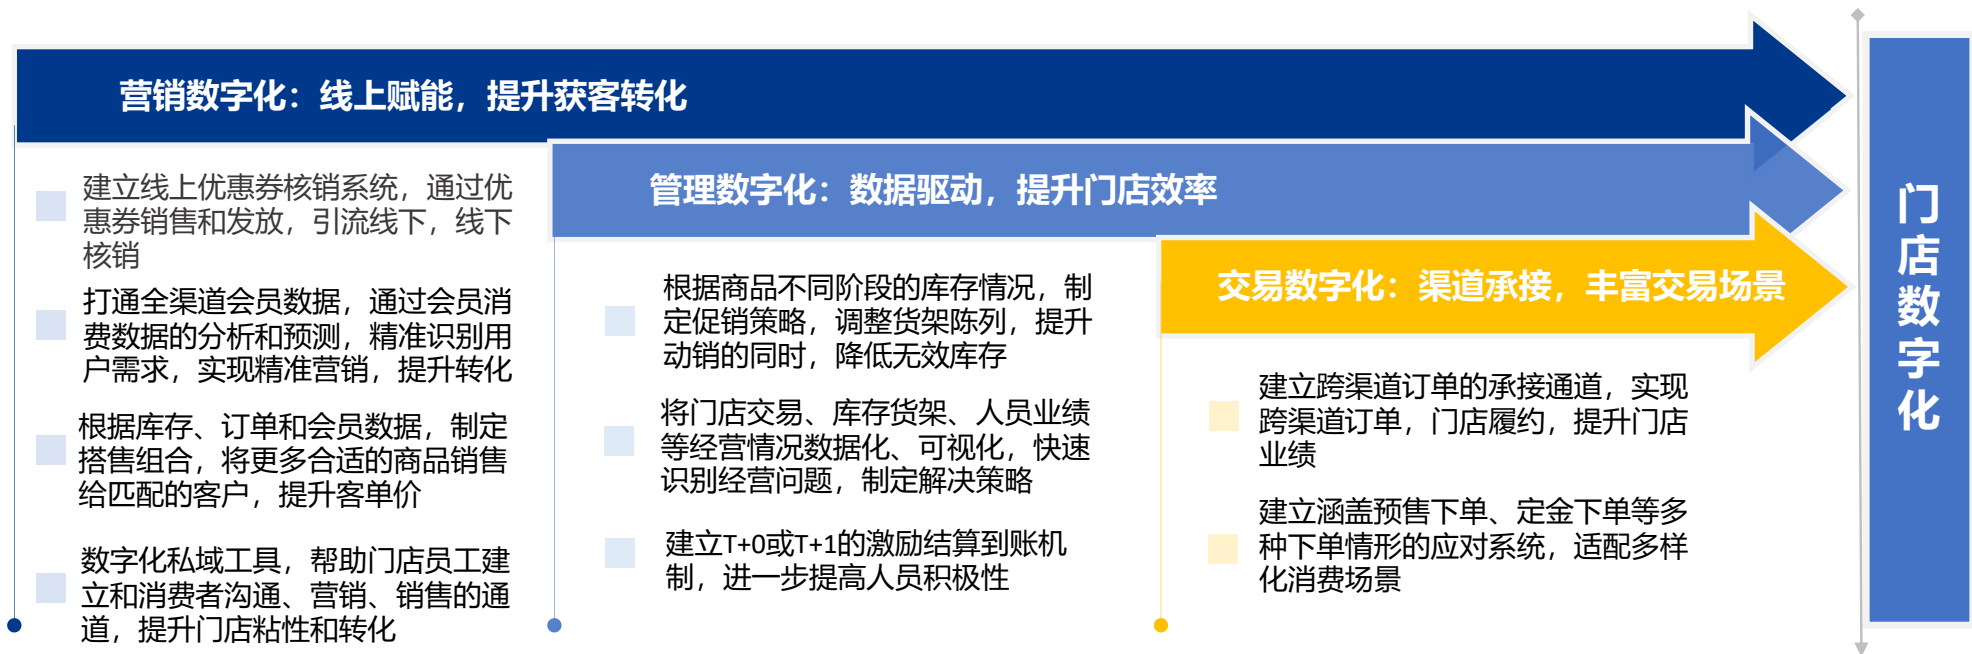 营销数字化：线上赋能，提升获客转化
建立线上优惠券核销系统，通过优
惠券销售和发放，引流线下，线下
核销
打通全渠道会员数据，通过会员消
费数据的分析和预测，精准识别用
户需求，实现精准营销，提升转化
根据库存、订单和会员数据，制定
搭售组合，将更多合适的商品销售
给匹配的客户，提升客单价
数字化私域工具，帮助门店员工建
立和消费者沟通、营销、销售的通
道，提升门店粘性和转化
管理数字化：数据驱动，提升门店效率
根据商品不同阶段的库存情况，制
定促销策略，调整货架陈列，提升
动销的同时，降低无效库存
将门店交易、库存货架、人员业绩
等经营情况数据化、可视化，快速
识别经营问题，制定解决策略
建立T+0或T+1的激励结算到账机
制，进一步提高人员积极性
交易数字化：渠道承接，丰富交易场景
建立跨渠道订单的承接通道，实现
跨渠道订单，门店履约，提升门店
业绩
建立涵盖预售下单、定金下单等多
种下单情形的应对系统，适配多样
化消费场景
门店数字化